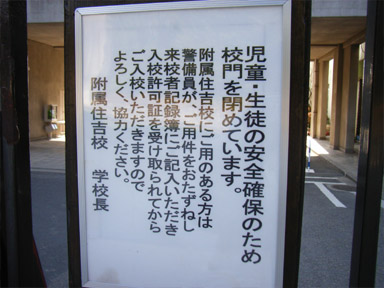 児童・生徒の安全確保のため
校門を閉めています。
附属住吉校にご用のある方は
警備員が、ご用件をおたずねし
来校者記録簿にご記入いただき
入校許可証を受け取られてから
ご入校いただきますので
よろしく、協力ください。
附属住吉校　学校長